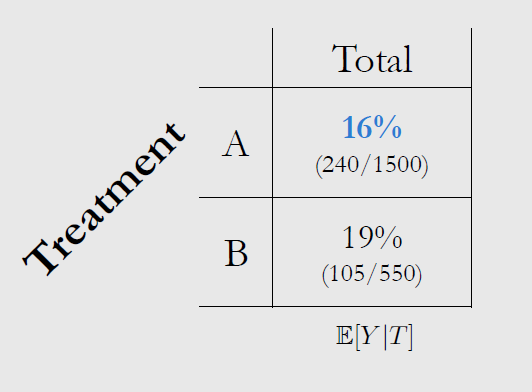 Total
Treatment
A
16%
(240/1500)
B
19%
(105/550)
𝔼[Y|T]